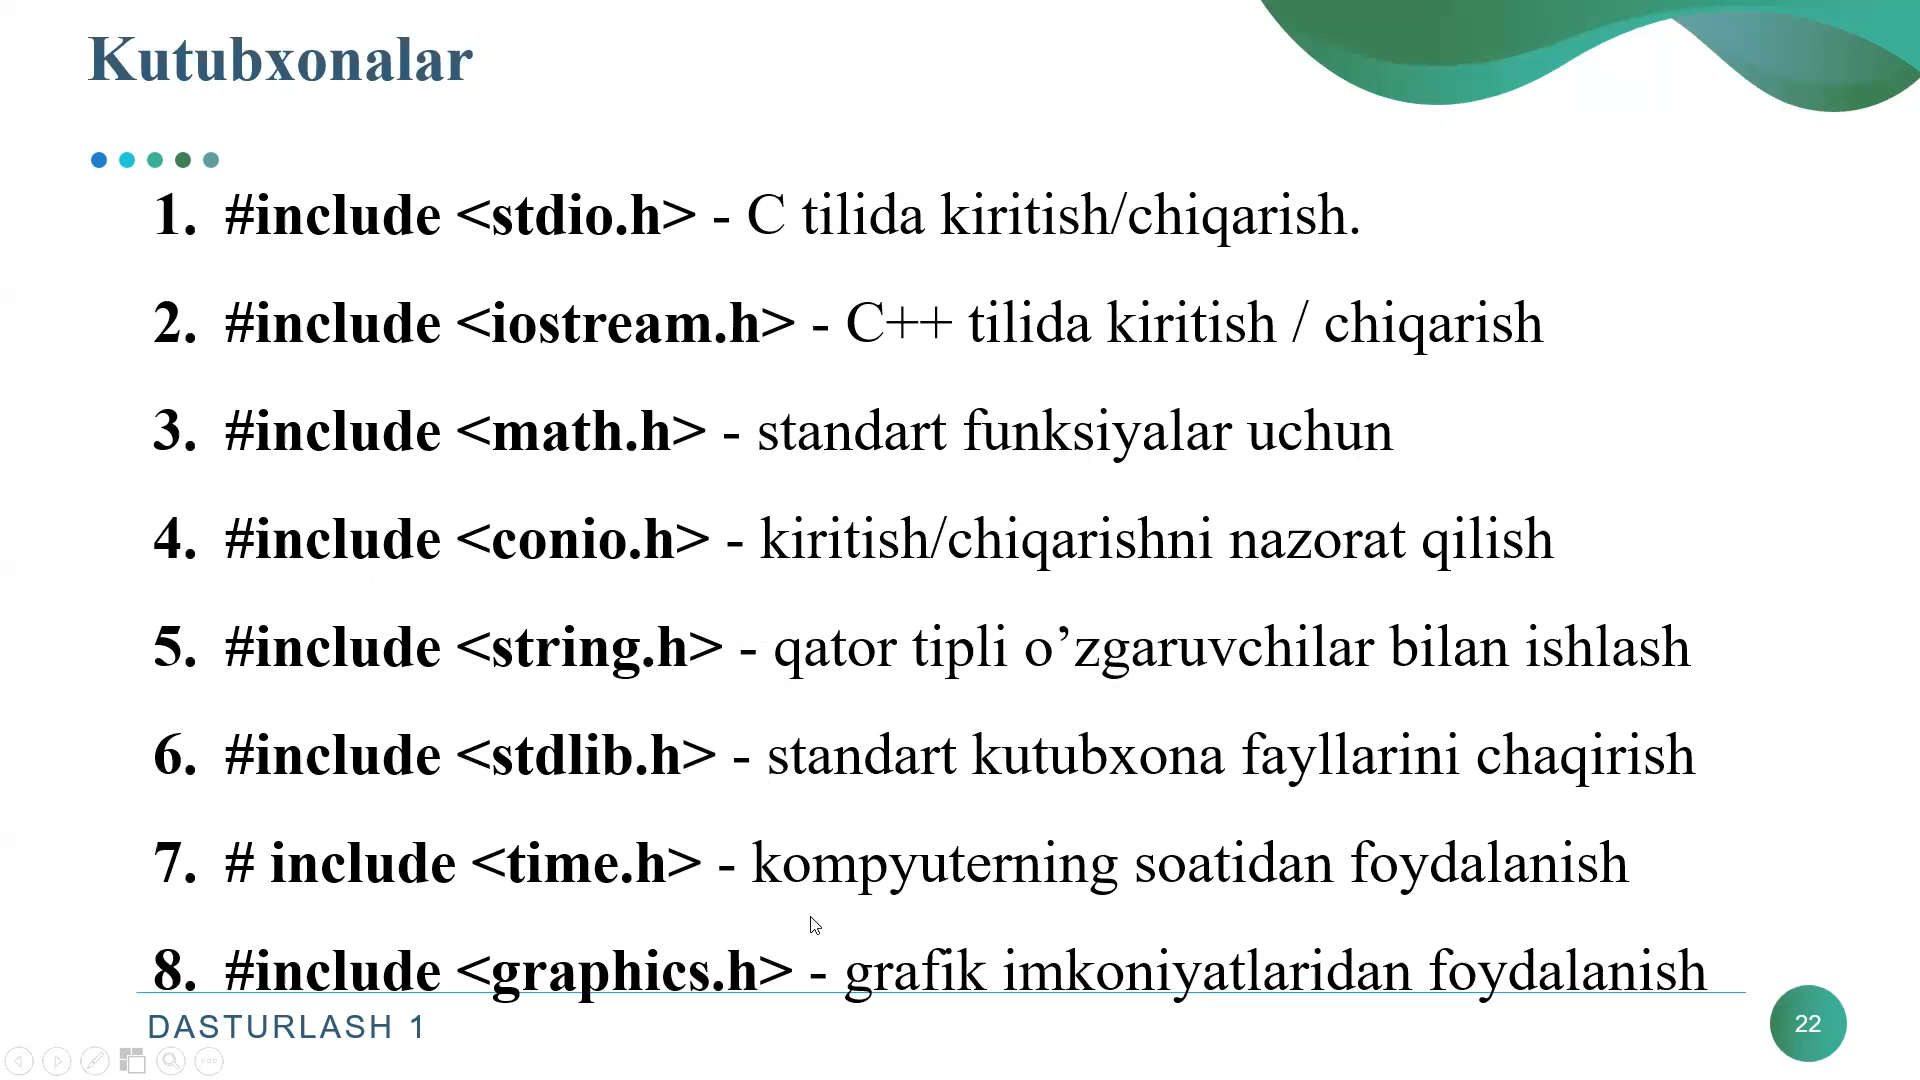 Kutubxonalar
1. #include <stdio.h> - C tilida kiritish/chiqarish.
2. #include <iostream.h> - C++ tilida kiritish / chiqarish
3. #include <math.h> - standart funksiyalar uchun
4. #include <conio.h> - kiritish/chiqarishni nazorat qilish
5. #include <string.h> - qator tipli o’zgaruvchilar bilan ishlash
6. #include <stdlib.h> - standart kutubxona fayllarini chaqirish
7. # include <time.h> - kompyuterning soatidan foydalanish
8. #include <graphics.h> - grafik imkoniyatlaridan foydalanish
DASTURLASH 1
22